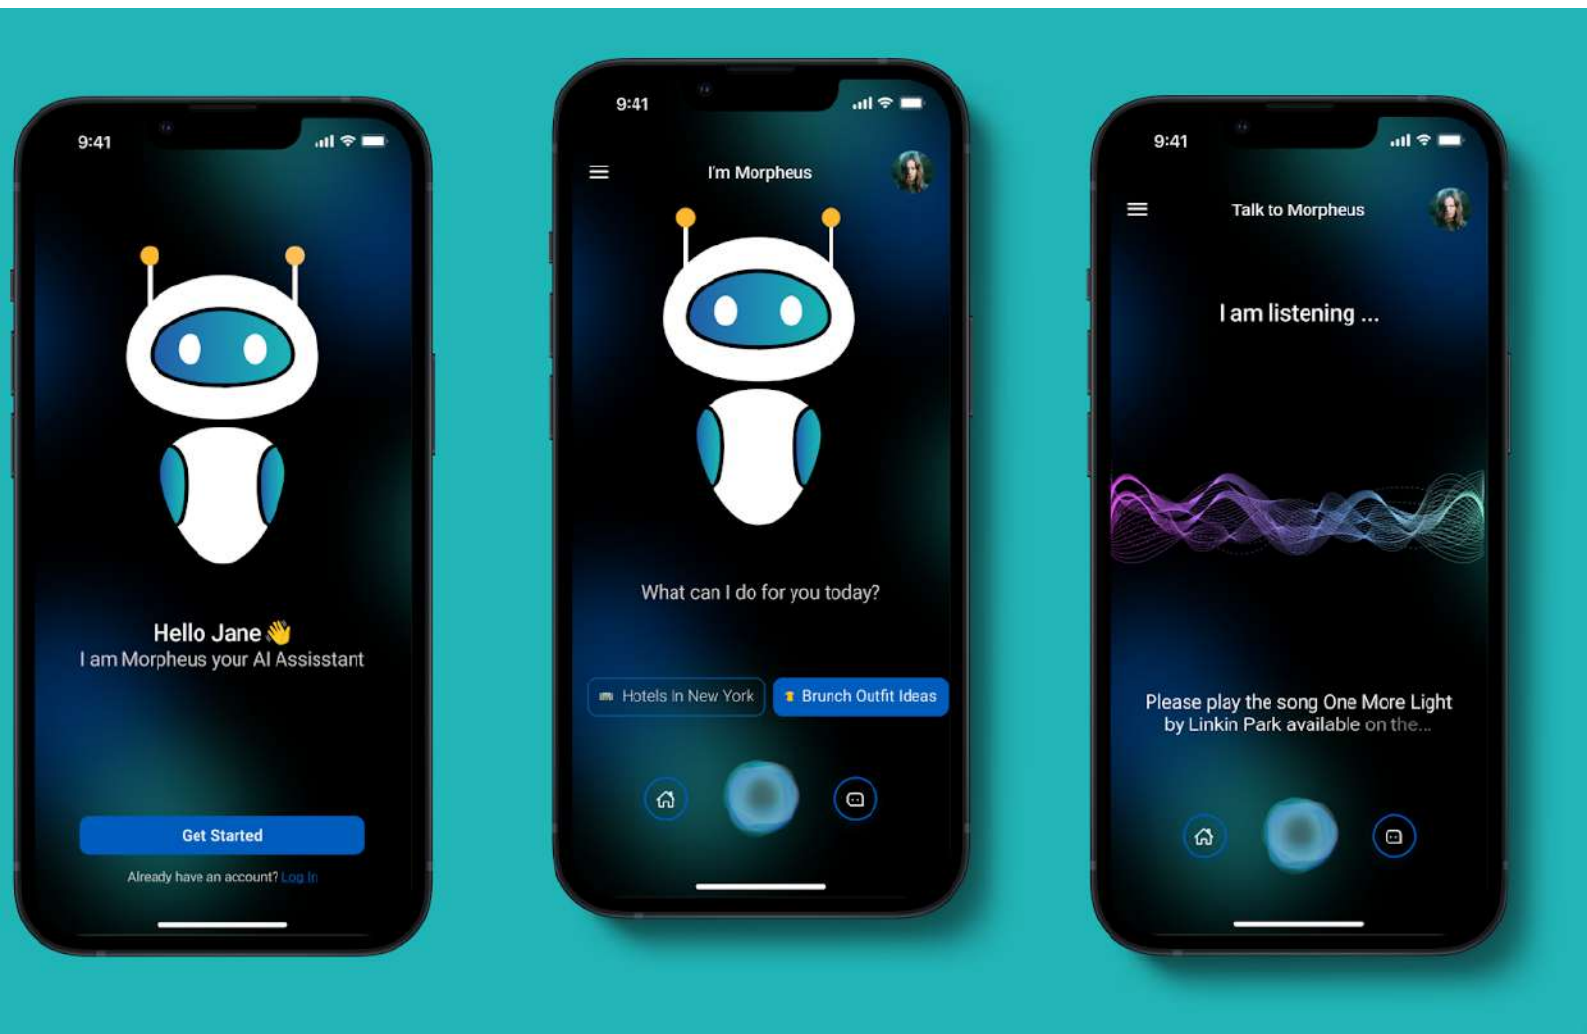 9:41
Hello Jane 👋
I am Morpheus your AI Assisstant
Get Started
Already have an account? Log In
9:41
I'm Morpheus
What can I do for you today?
Hotels In New York
Brunch Outfit Ideas
9:41
Talk to Morpheus
I am listening ...
Please play the song One More Light
by Linkin Park available on the...